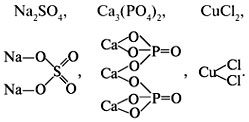 Na₂SO₄, Ca₃(PO₄)₂, CuCl₂,
Na—O O
S
Na—O O ,
Ca O
O P=O
Ca O
O
Ca O P=O
O ,
Cu Cl
Cl .